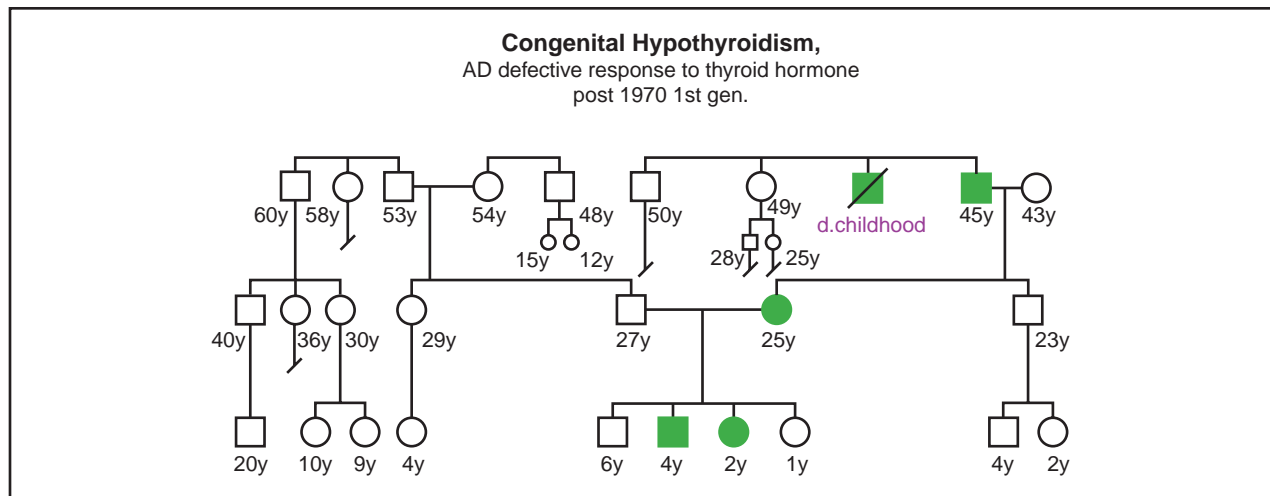 Congenital Hypothyroidism,
AD defective response to thyroid hormone
post 1970 1st gen.
60y 58y 53y 54y 48y 50y 49y d.childhood 45y 43y
15y 12y 28y 25y
40y 36y 30y 29y 27y 25y 23y
20y 10y 9y 4y 6y 4y 2y 1y 4y 2y